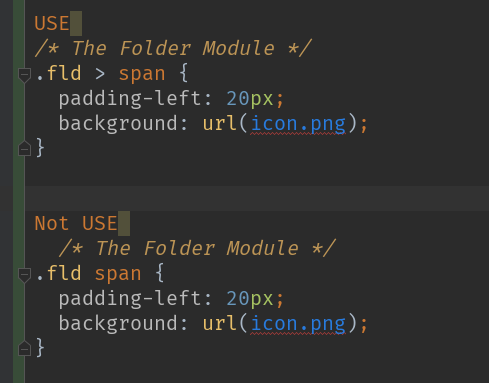 USE
/* The Folder Module */
.fld > span {
  padding-left: 20px;
  background: url(icon.png);
}
Not USE
  /* The Folder Module */
.fld span {
  padding-left: 20px;
  background: url(icon.png);
}